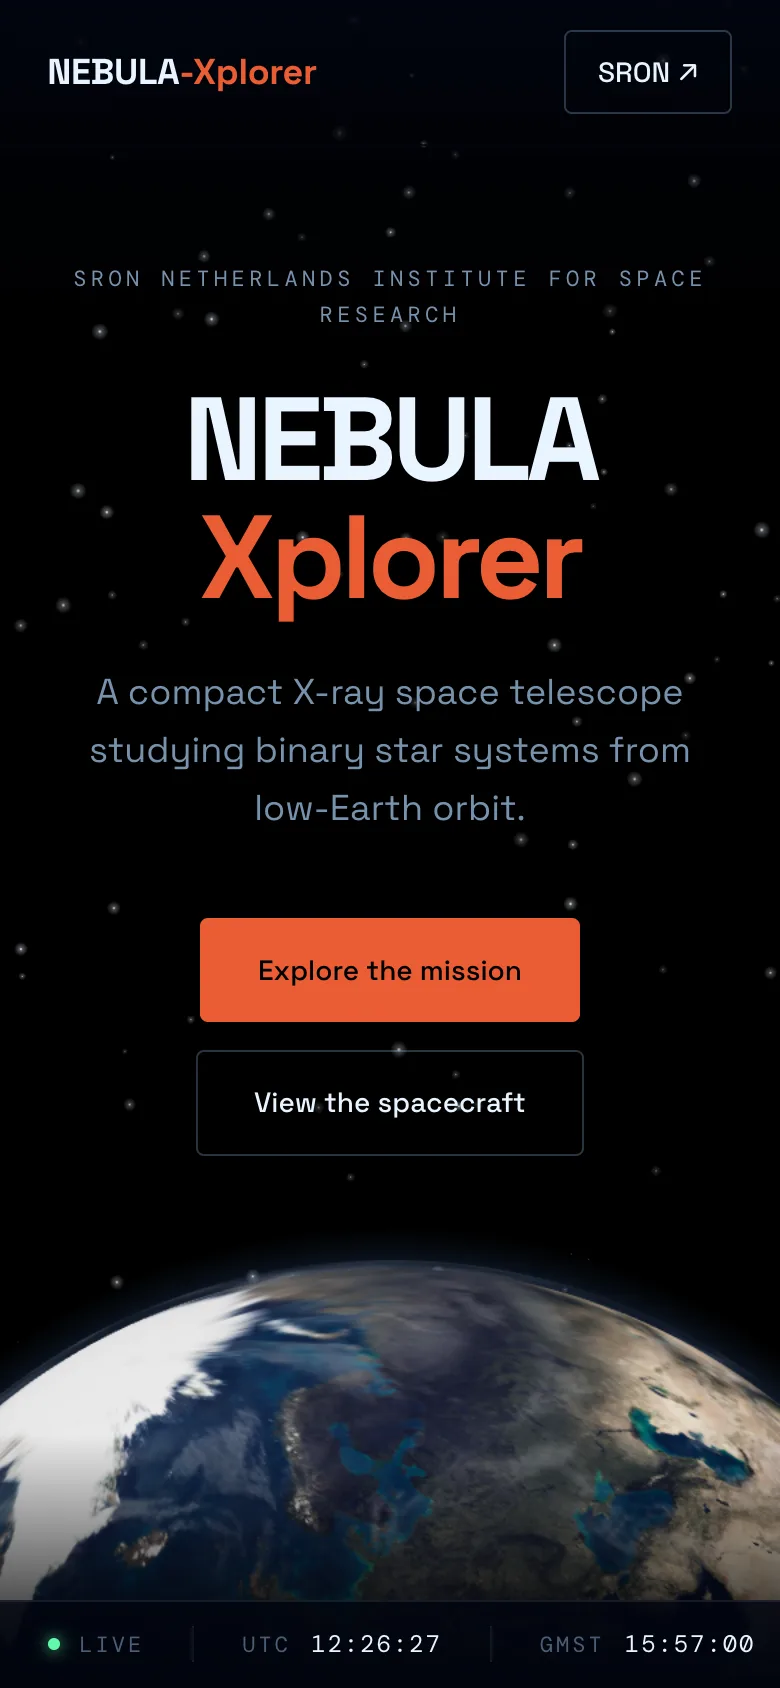 NEBULA-Xplorer
SRON ↗
SRON NETHERLANDS INSTITUTE FOR SPACE
RESEARCH
NEBULA
Xplorer
A compact X-ray space telescope
studying binary star systems from
low-Earth orbit.
Explore the mission
View the spacecraft
LIVE UTC 12:26:27 GMST 15:57:00